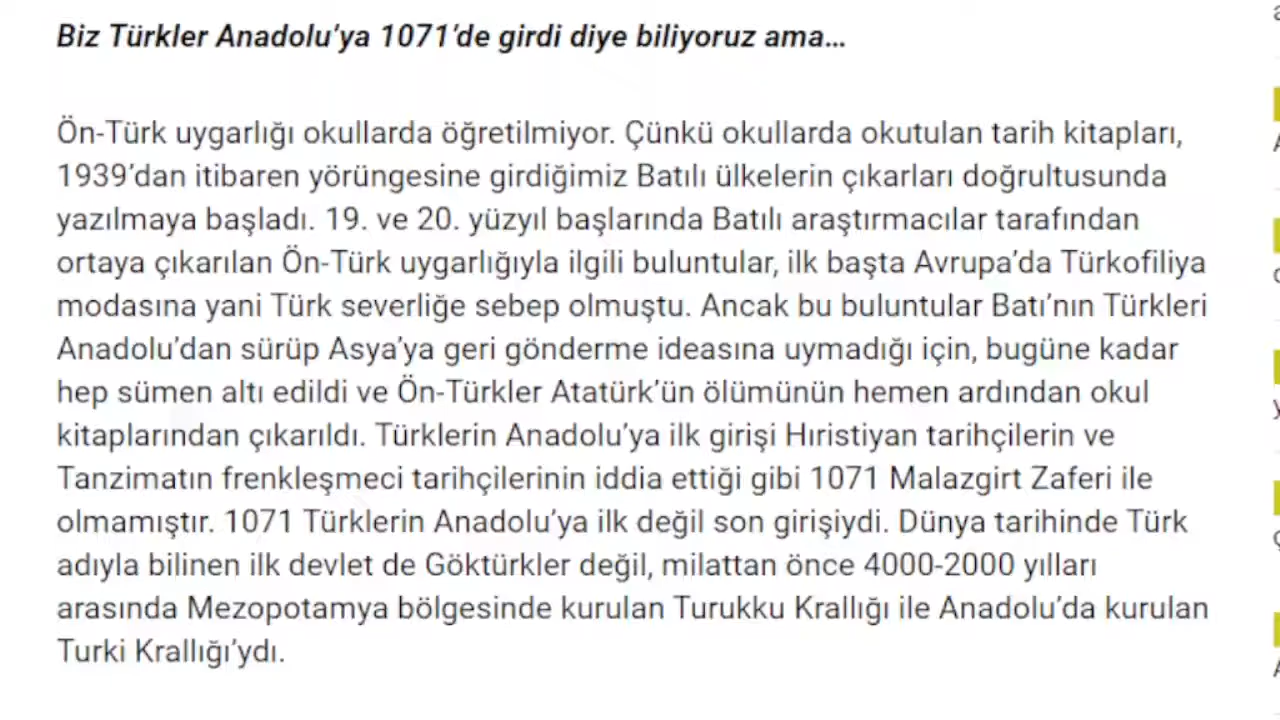 Biz Türkler Anadolu’ya 1071’de girdi diye biliyoruz ama…
Ön-Türk uygarlığı okullarda öğretilmiyor. Çünkü okullarda okutulan tarih kitapları,
1939’dan itibaren yörüngesine girdiğimiz Batılı ülkelerin çıkarları doğrultusunda
yazılmaya başladı. 19. ve 20. yüzyıl başlarında Batılı araştırmacılar tarafından
ortaya çıkarılan Ön-Türk uygarlığıyla ilgili buluntular, ilk başta Avrupa’da Türkofiliya
modasına yani Türk severliğe sebep olmuştu. Ancak bu buluntular Batı’nın Türkleri
Anadolu’dan sürüp Asya’ya geri gönderme ideasına uymadığı için, bugüne kadar
hep sümen altı edildi ve Ön-Türkler Atatürk’ün ölümünün hemen ardından okul
kitaplarından çıkarıldı. Türklerin Anadolu’ya ilk girişi Hıristiyan tarihçilerin ve
Tanzimatın frenkleşmeci tarihçilerinin iddia ettiği gibi 1071 Malazgirt Zaferi ile
olmamıştır. 1071 Türklerin Anadolu’ya ilk değil son girişiydi. Dünya tarihinde Türk
adıyla bilinen ilk devlet de Göktürkler değil, milattan önce 4000-2000 yılları
arasında Mezopotamya bölgesinde kurulan Turukku Krallığı ile Anadolu’da kurulan
Turki Krallığı’ydı.